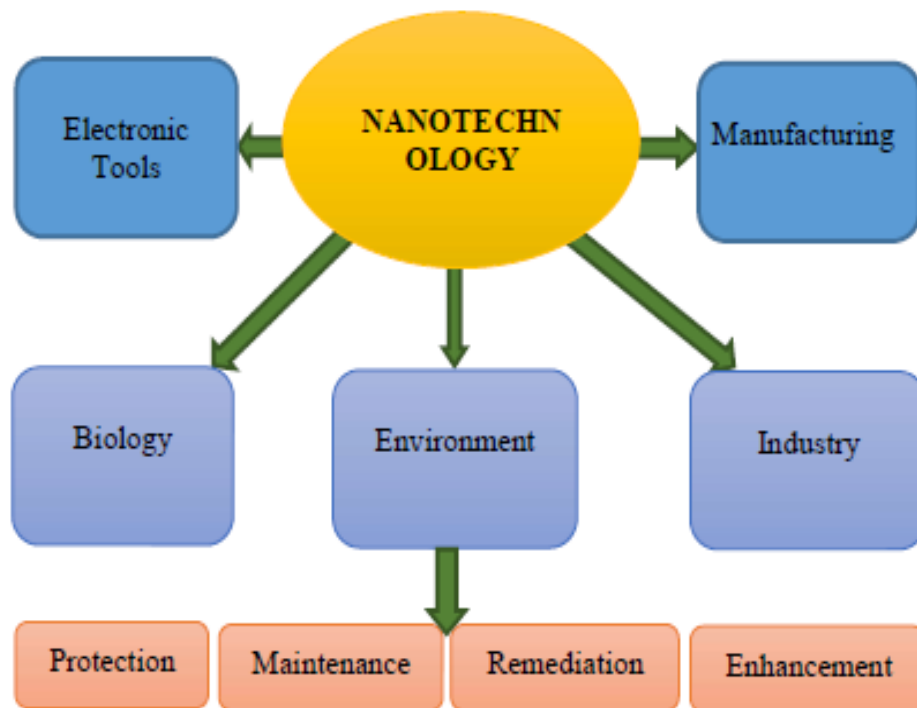 Electronic
Tools
NANOTECHN
OLOGY
Manufacturing
Biology
Environment
Industry
Protection
Maintenance
Remediation
Enhancement